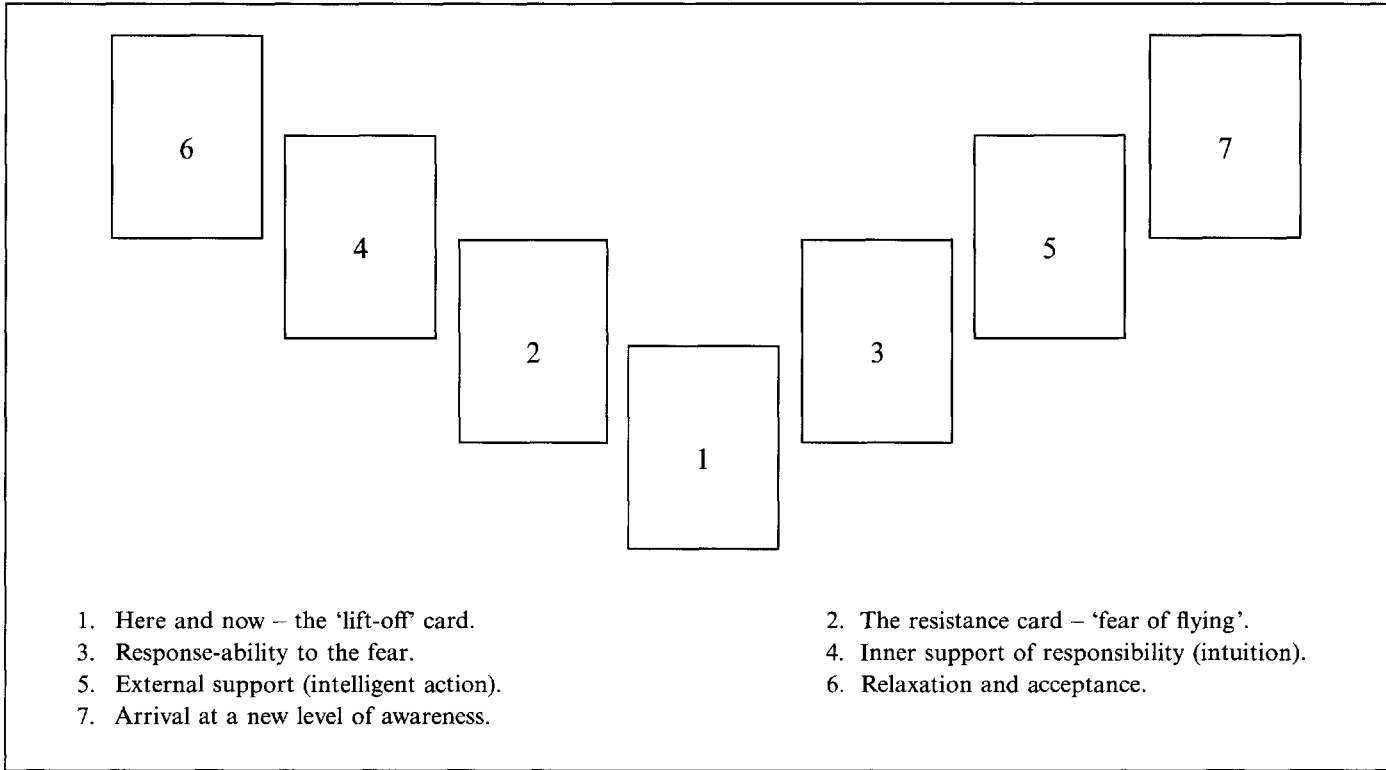 6
7
4
5
2
3
1
1. Here and now – the ‘lift-off’ card.
2. The resistance card – ‘fear of flying’.
3. Response-ability to the fear.
4. Inner support of responsibility (intuition).
5. External support (intelligent action).
6. Relaxation and acceptance.
7. Arrival at a new level of awareness.